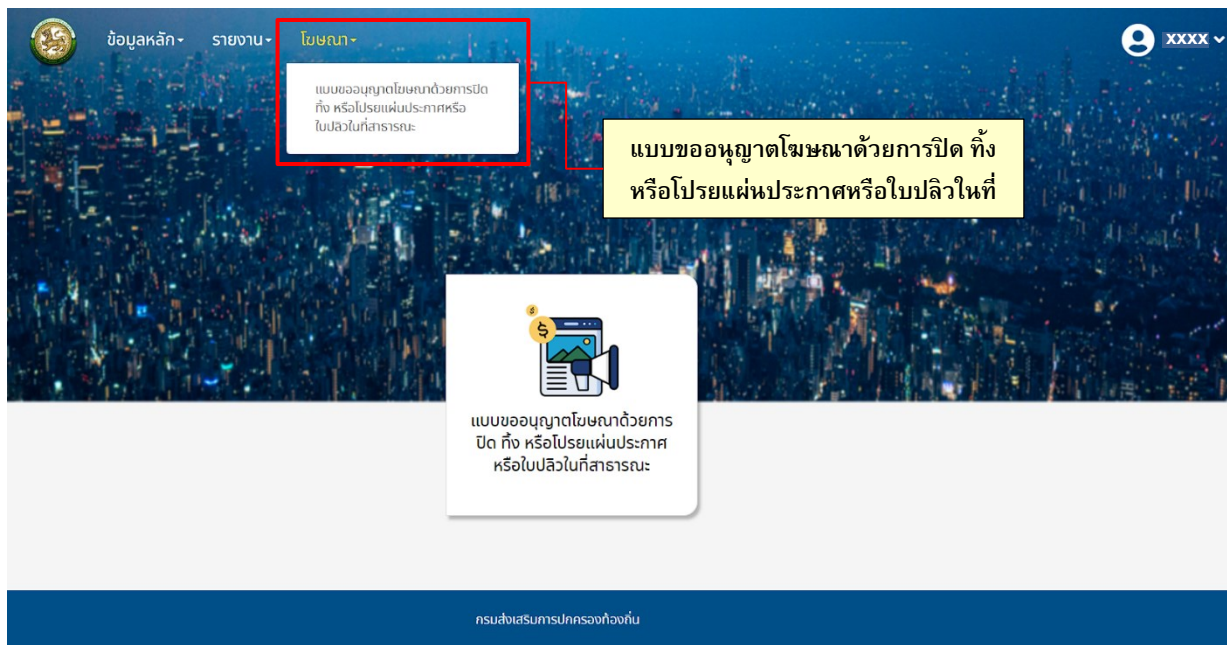 ข้อมูลหลัก รายงาน โฆษณา XXXX
แบบขออนุญาตโฆษณาด้วยการปิด
ทิ้ง หรือโปรยแผ่นประกาศหรือ
ใบปลิวในที่สาธารณะ
แบบขออนุญาตโฆษณาด้วยการปิด ทิ้ง
หรือโปรยแผ่นประกาศหรือใบปลิวในที่
แบบขออนุญาตโฆษณาด้วยการ
ปิด ทิ้ง หรือโปรยแผ่นประกาศ
หรือใบปลิวในที่สาธารณะ
กรมส่งเสริมการปกครองท้องถิ่น